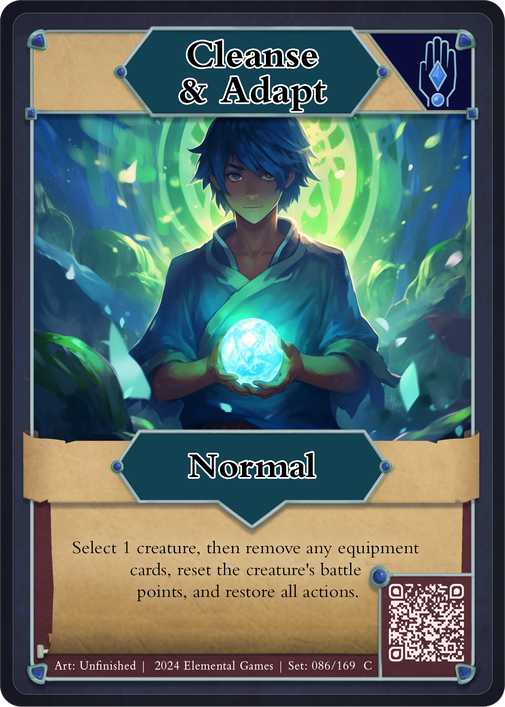 Cleanse
& Adapt
Normal
Select 1 creature, then remove any equipment
cards, reset the creature's battle
points, and restore all actions.
Art: Unfinished | 2024 Elemental Games | Set: 086/169 C